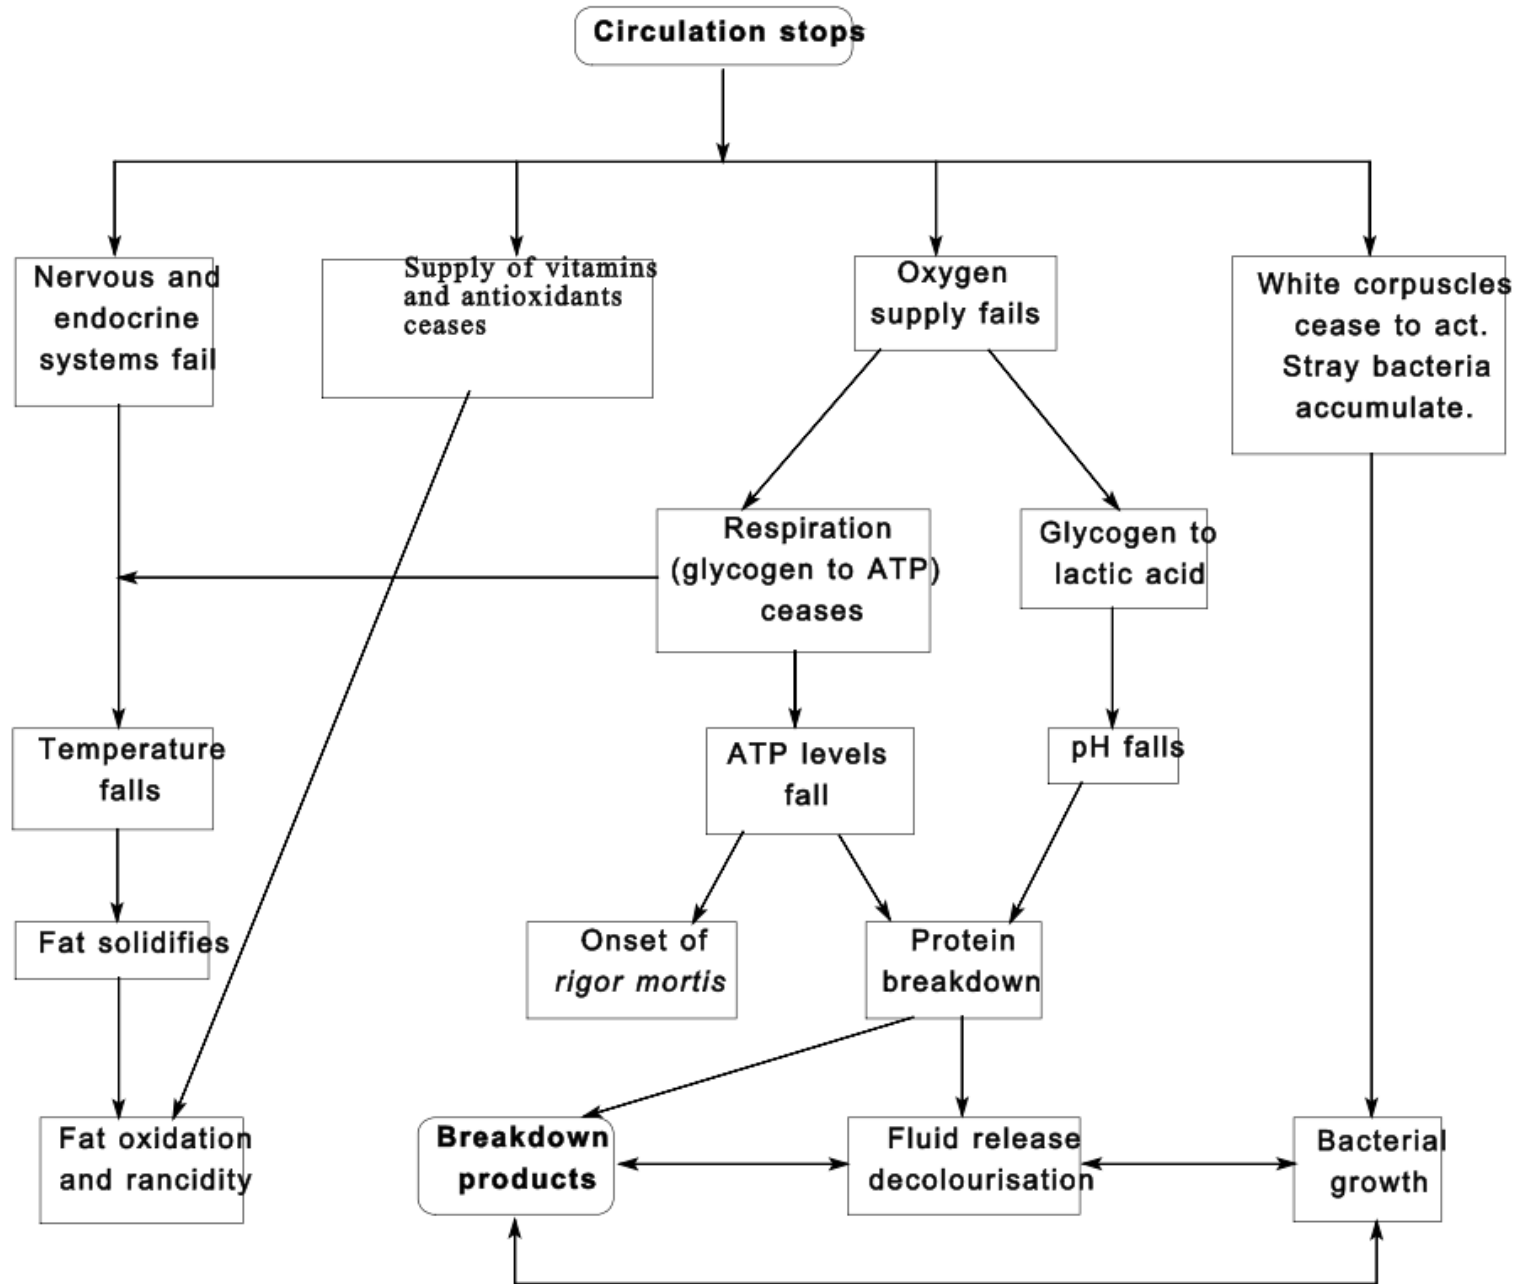 Circulation stops
Nervous and
endocrine
systems fail
Supply of vitamins
and antioxidants
ceases
Oxygen
supply fails
White corpuscles
cease to act.
Stray bacteria
accumulate.
Respiration
(glycogen to ATP)
ceases
Glycogen to
lactic acid
Temperature
falls
ATP levels
fall
pH falls
Fat solidifies
Onset of
rigor mortis
Protein
breakdown
Fat oxidation
and rancidity
Breakdown
products
Fluid release
decolourisation
Bacterial
growth